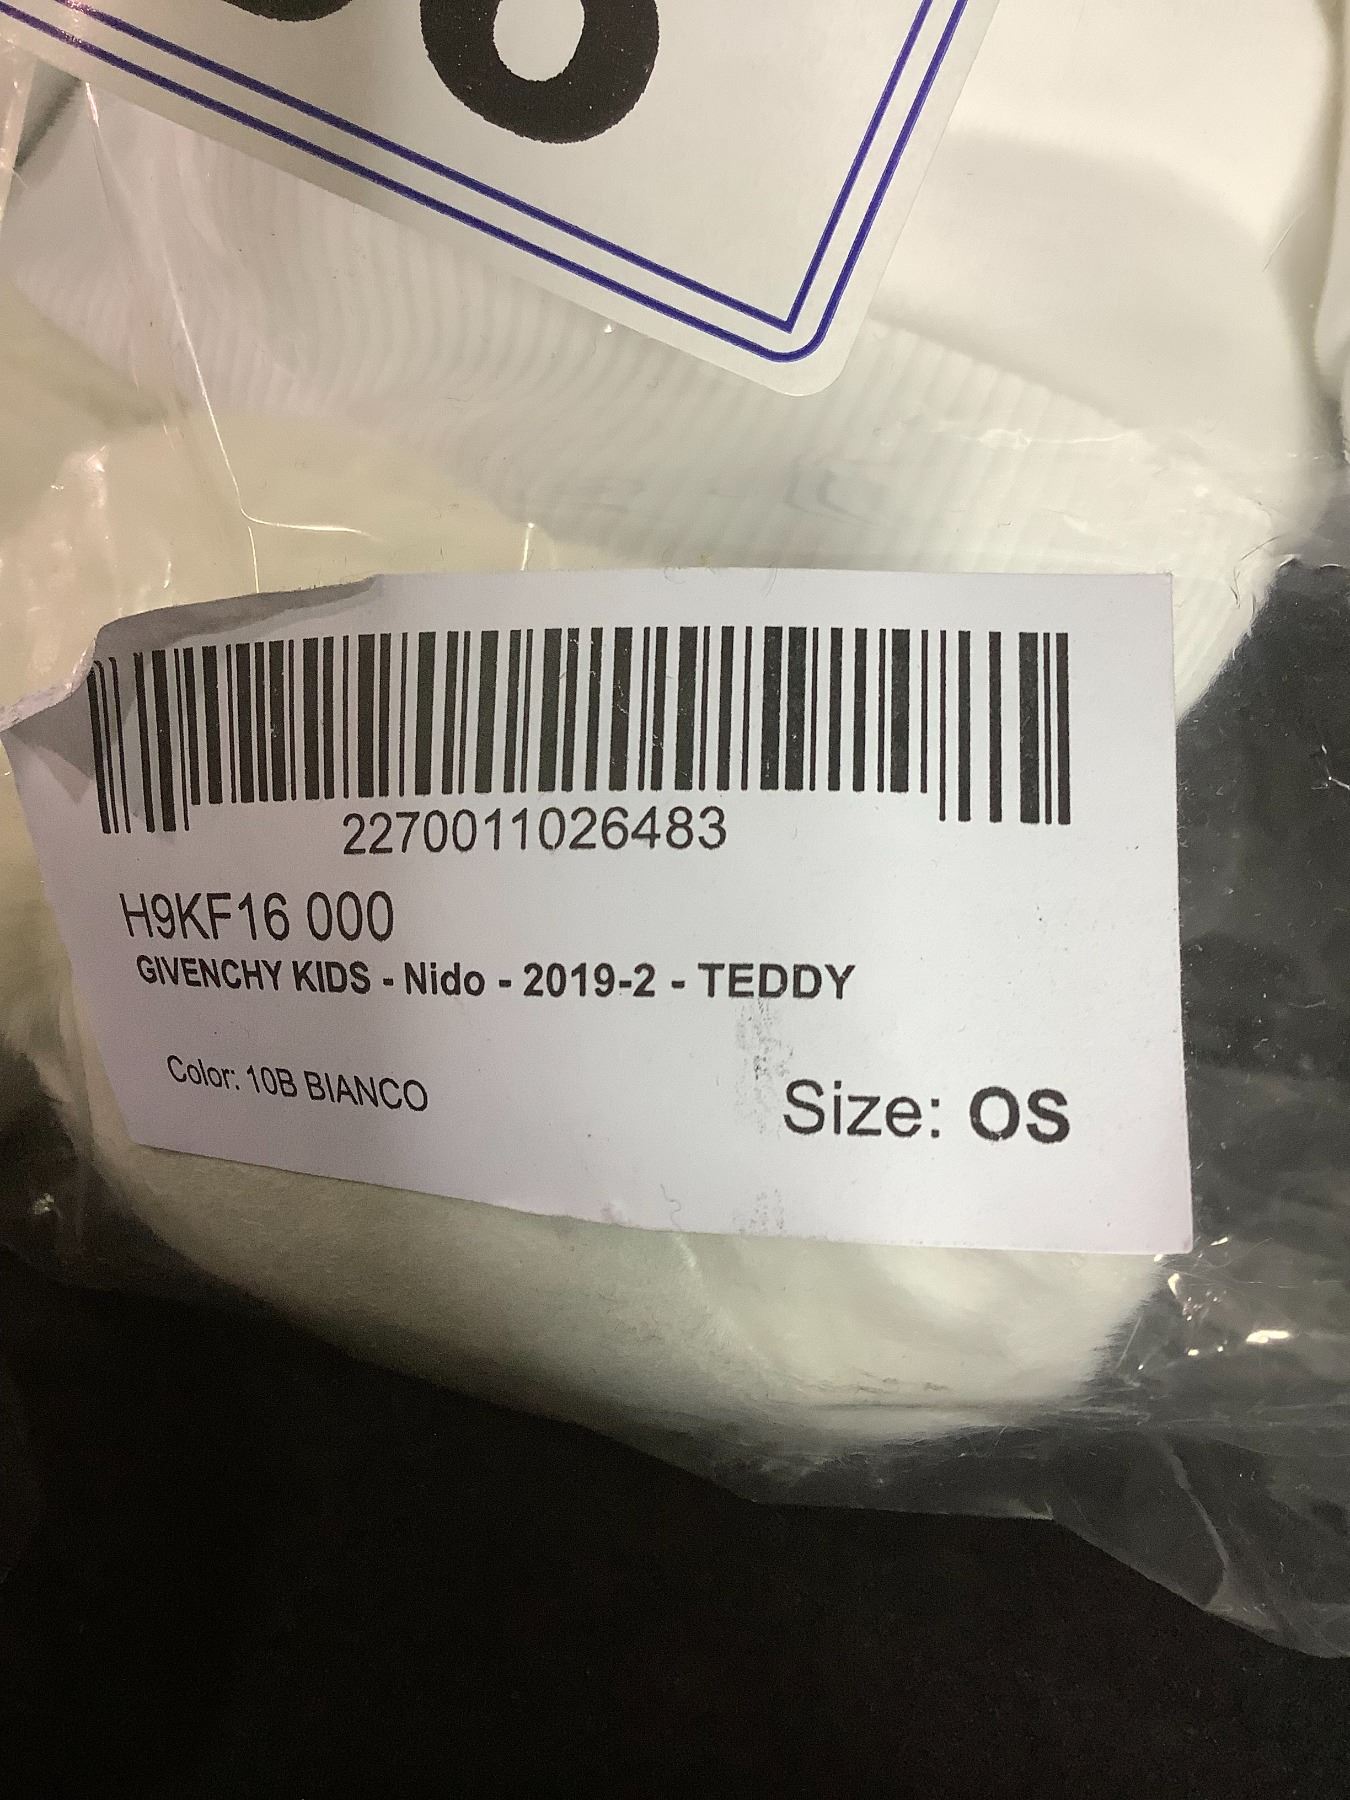 2270011026483
H9KF16 000
GIVENCHY KIDS - Nido - 2019-2 - TEDDY
Color: 10B BIANCO
Size: OS